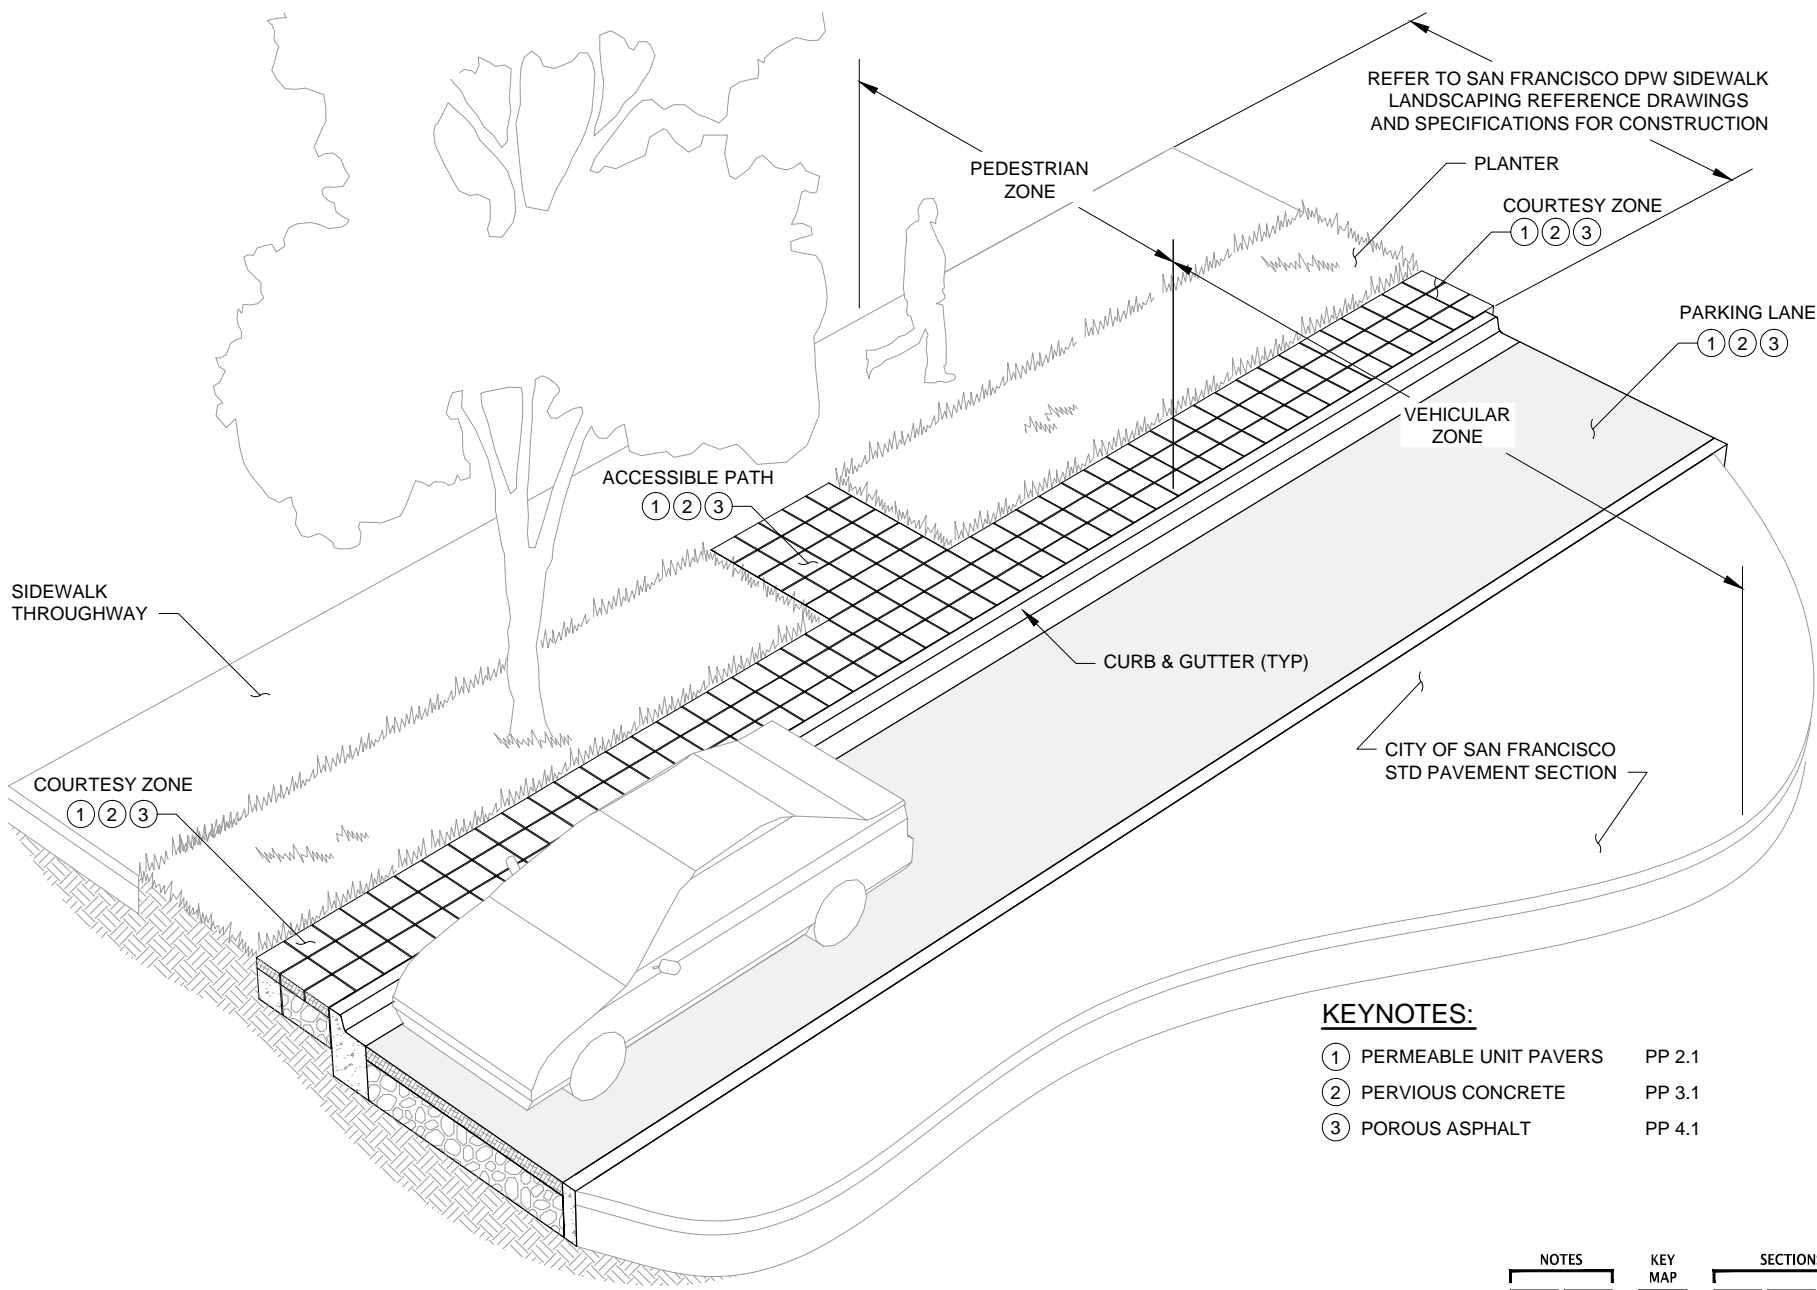 REFER TO SAN FRANCISCO DPW SIDEWALK
LANDSCAPING REFERENCE DRAWINGS
AND SPECIFICATIONS FOR CONSTRUCTION
PEDESTRIAN
ZONE
PLANTER
COURTESY ZONE
1 2 3
PARKING LANE
1 2 3
VEHICULAR
ZONE
ACCESSIBLE PATH
1 2 3
SIDEWALK
THROUGHWAY
CURB & GUTTER (TYP)
CITY OF SAN FRANCISCO
STD PAVEMENT SECTION
COURTESY ZONE
1 2 3
KEYNOTES:
1 PERMEABLE UNIT PAVERS PP 2.1
2 PERVIOUS CONCRETE PP 3.1
3 POROUS ASPHALT PP 4.1
NOTES
KEY
MAP
SECTION